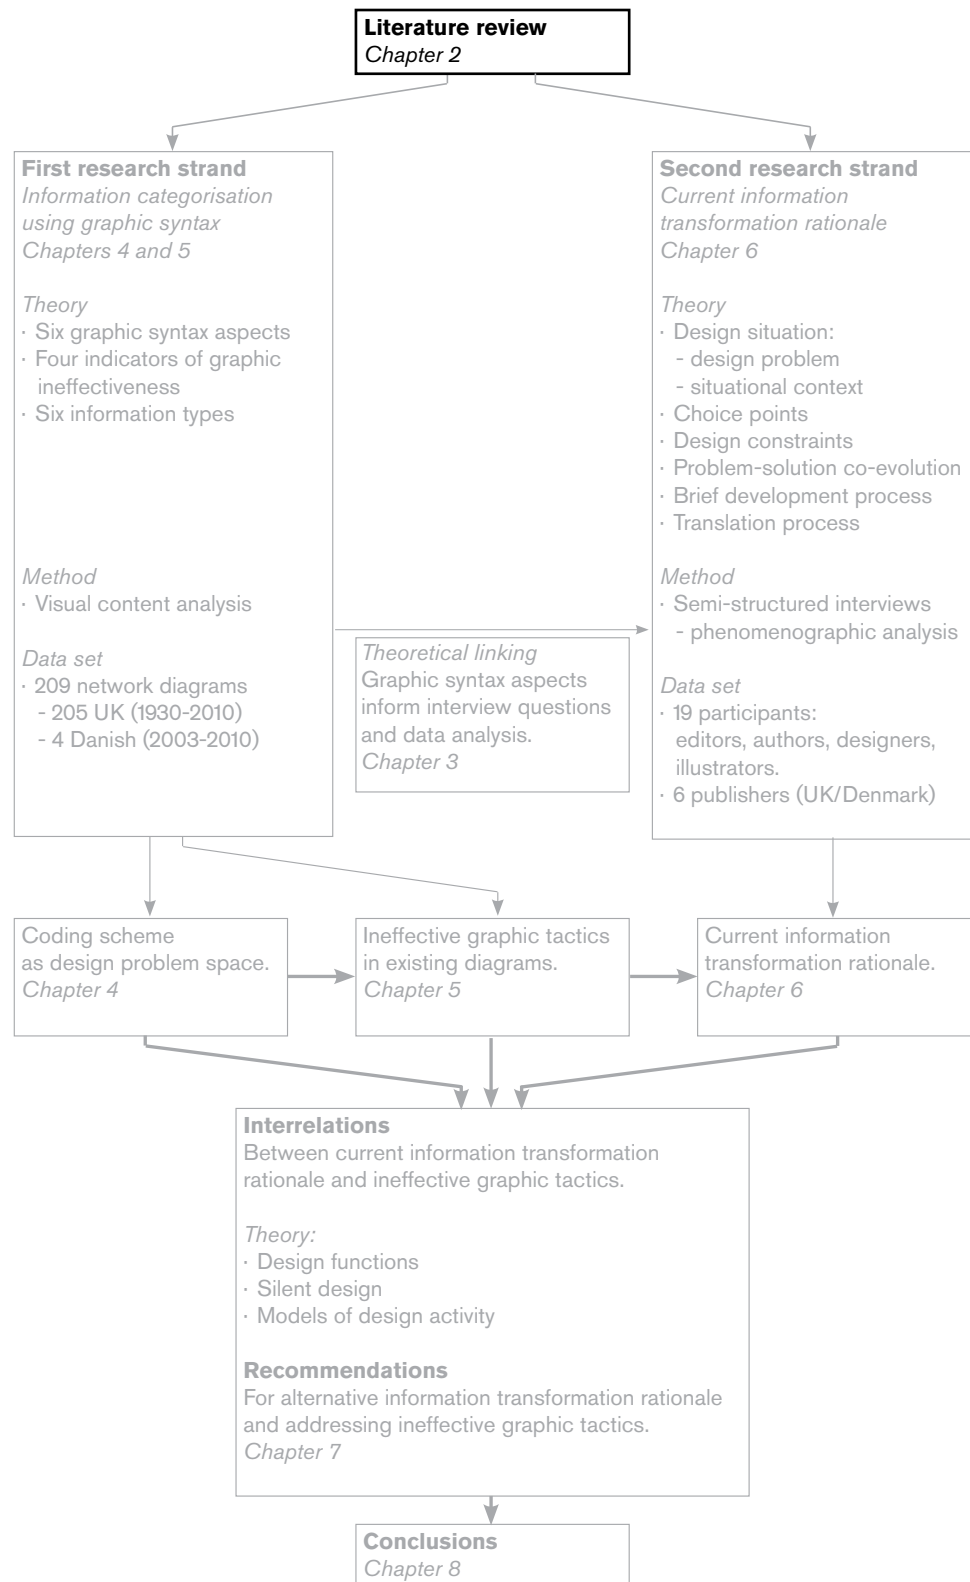 Literature review
Chapter 2
First research strand
Information categorisation
using graphic syntax
Chapters 4 and 5
Theory
· Six graphic syntax aspects
· Four indicators of graphic
ineffectiveness
· Six information types
Method
· Visual content analysis
Data set
· 209 network diagrams
- 205 UK (1930-2010)
- 4 Danish (2003-2010)
Theoretical linking
Graphic syntax aspects
inform interview questions
and data analysis.
Chapter 3
Second research strand
Current information
transformation rationale
Chapter 6
Theory
· Design situation:
- design problem
- situational context
· Choice points
· Design constraints
· Problem-solution co-evolution
· Brief development process
· Translation process
Method
· Semi-structured interviews
- phenomenographic analysis
Data set
· 19 participants:
editors, authors, designers,
illustrators.
· 6 publishers (UK/Denmark)
Coding scheme
as design problem space.
Chapter 4
Ineffective graphic tactics
in existing diagrams.
Chapter 5
Current information
transformation rationale.
Chapter 6
Interrelations
Between current information transformation
rationale and ineffective graphic tactics.
Theory:
· Design functions
· Silent design
· Models of design activity
Recommendations
For alternative information transformation rationale
and addressing ineffective graphic tactics.
Chapter 7
Conclusions
Chapter 8